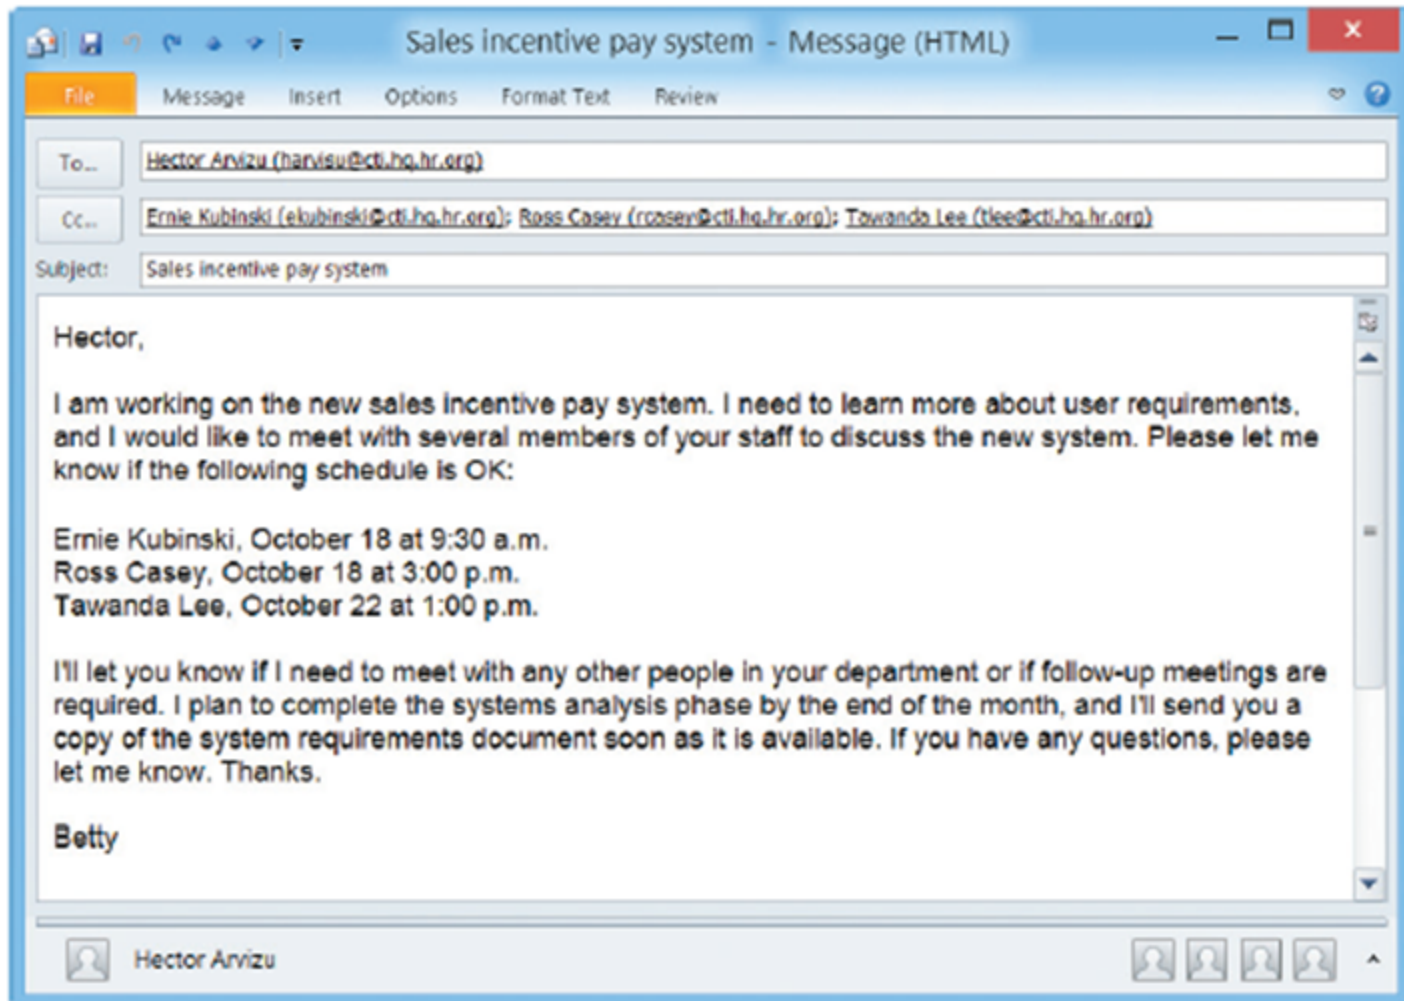 Sales incentive pay system - Message (HTML)
File Message Insert Options Format Text Review
To... Hector Arvizu (harvisu@cti.hq.hr.org)
Cc... Ernie Kubinski (ekubinski@cti.hq.hr.org); Ross Casey (rcasey@cti.hq.hr.org); Tawanda Lee (tlee@cti.hq.hr.org)
Subject: Sales incentive pay system
Hector,
I am working on the new sales incentive pay system. I need to learn more about user requirements,
and I would like to meet with several members of your staff to discuss the new system. Please let me
know if the following schedule is OK:
Ernie Kubinski, October 18 at 9:30 a.m.
Ross Casey, October 18 at 3:00 p.m.
Tawanda Lee, October 22 at 1:00 p.m.
I'll let you know if I need to meet with any other people in your department or if follow-up meetings are
required. I plan to complete the systems analysis phase by the end of the month, and I'll send you a
copy of the system requirements document soon as it is available. If you have any questions, please
let me know. Thanks.
Betty
Hector Arvizu